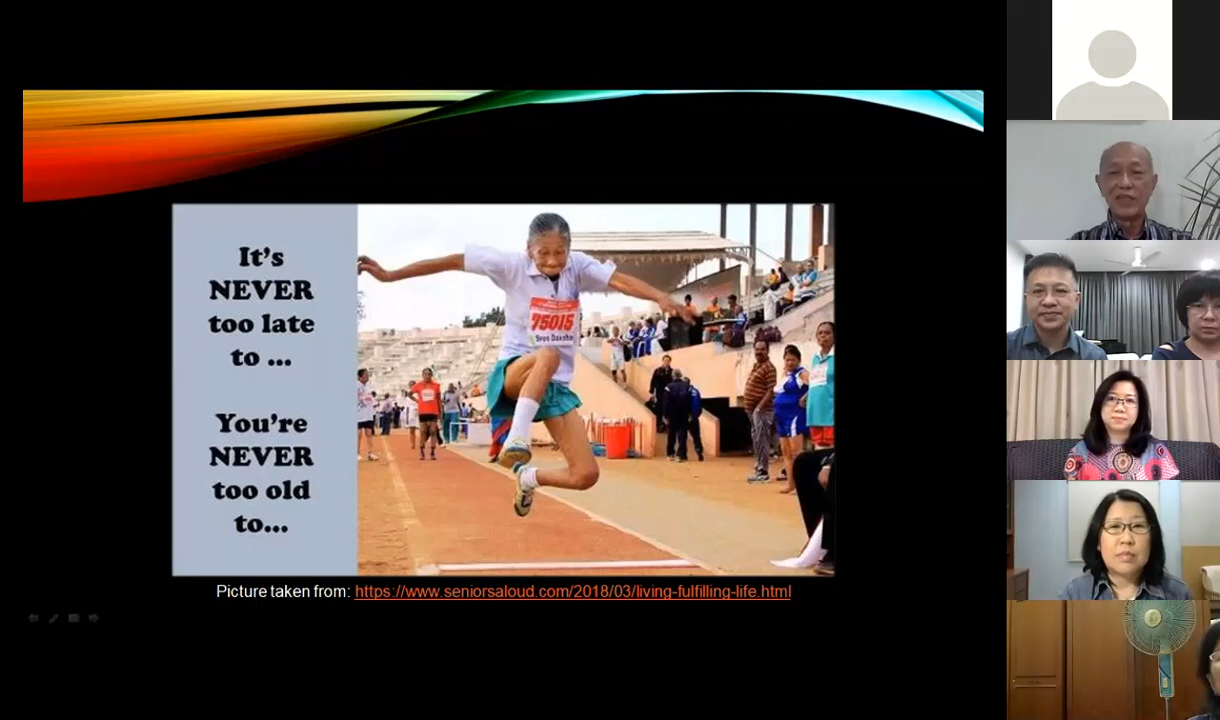 It's
NEVER
too late
to ...
You're
NEVER
too old
to...
75015
Picture taken from: https://www.seniorsaloud.com/2018/03/living-fulfilling-life.html